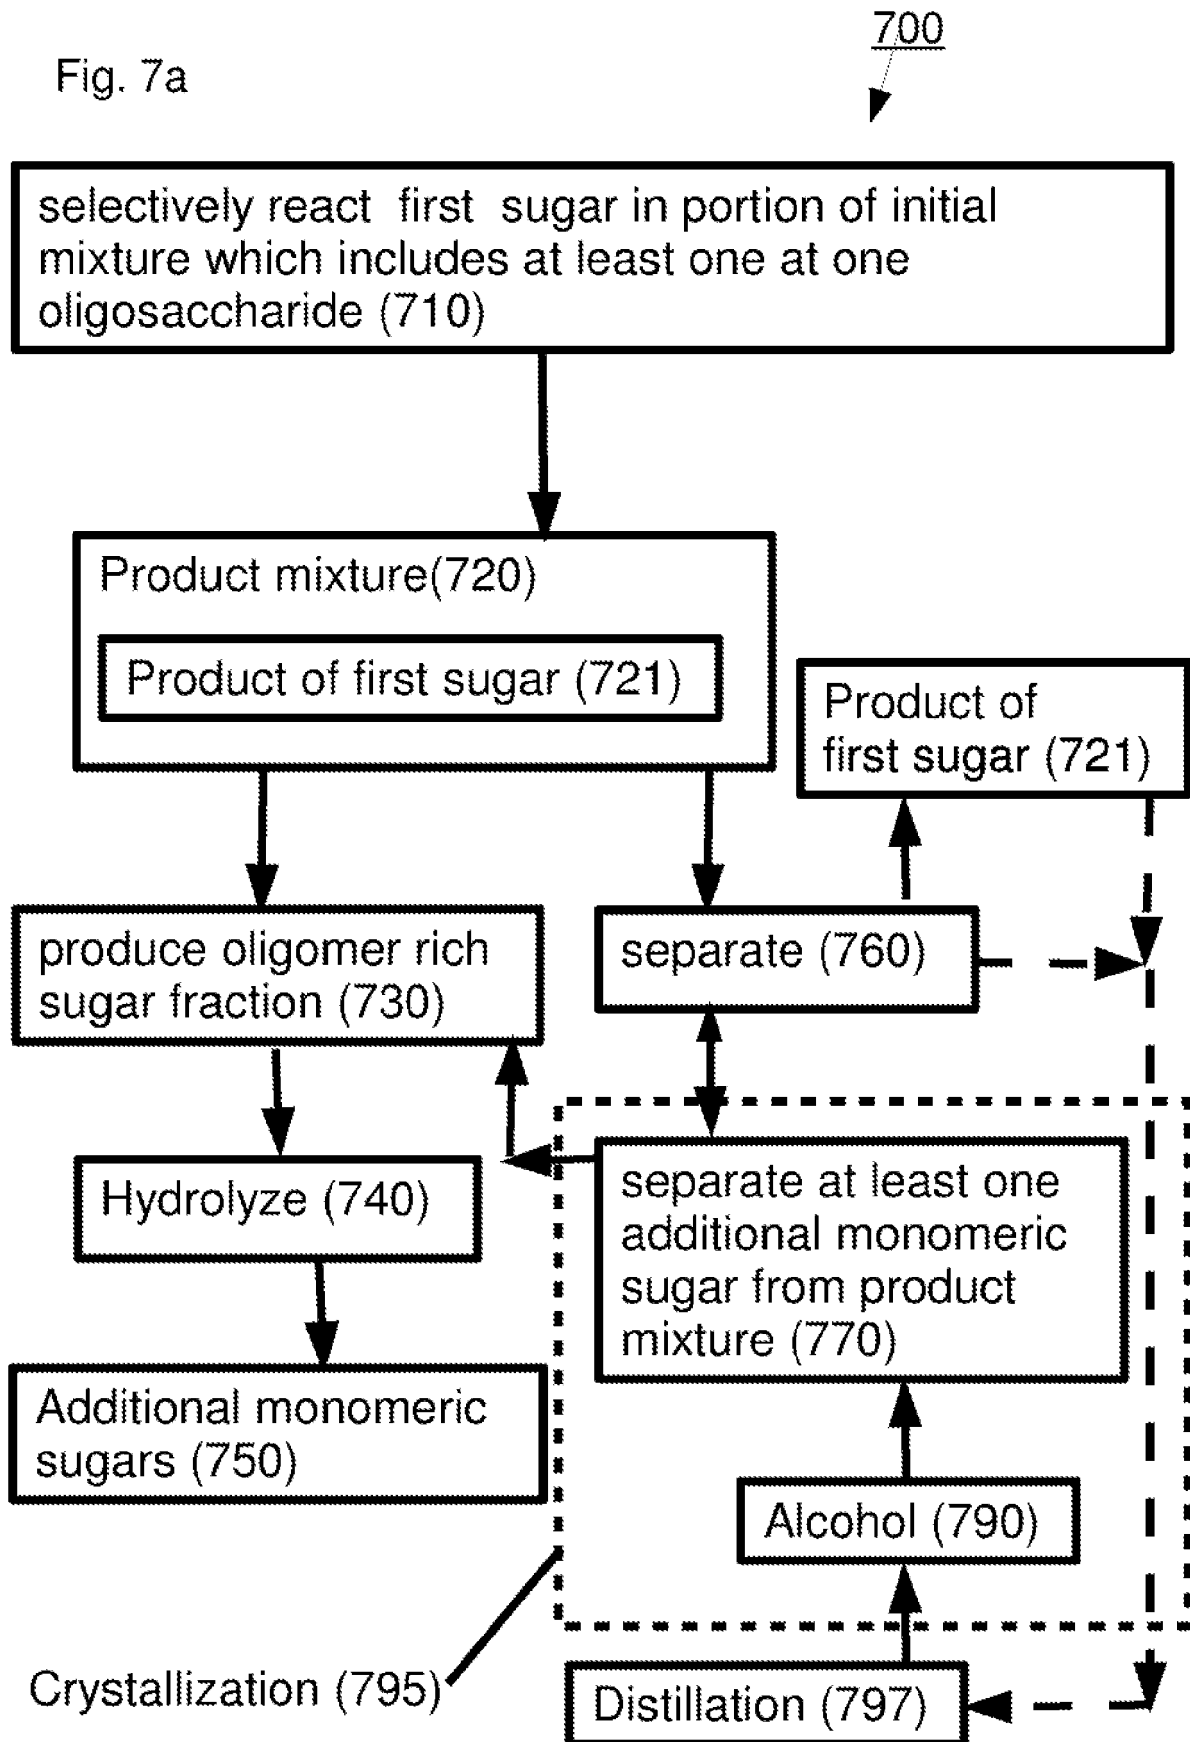 700
Fig. 7a
selectively react first sugar in portion of initial
mixture which includes at least one at one
oligosaccharide (710)
Product mixture(720)
Product of first sugar (721)
Product of
first sugar (721)
produce oligomer rich
sugar fraction (730)
separate (760)
Hydrolyze (740)
separate at least one
additional monomeric
sugar from product
mixture (770)
Additional monomeric
sugars (750)
Alcohol (790)
Crystallization (795)
Distillation (797)